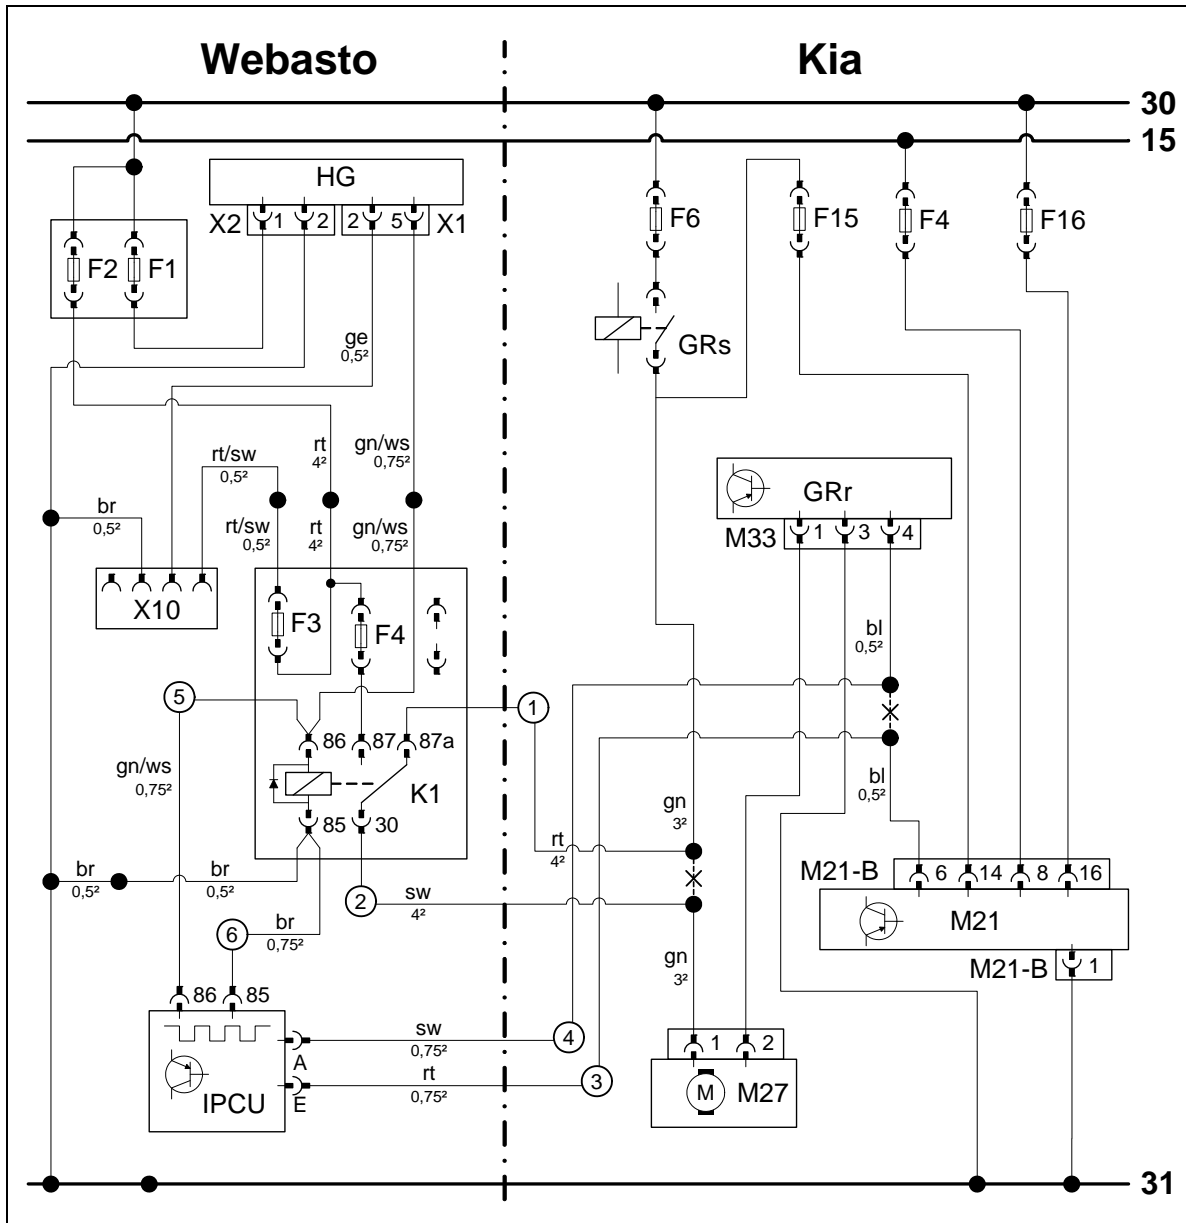 Webasto Kia
30
15
HG
X2 1 2 2 5 X1
F2 F1
F6 F15 F4 F16
GRs
ge
0,5²
rt/sw
0,5²
rt
4²
gn/ws
0,75²
br
0,5²
rt/sw
0,5²
rt
4²
gn/ws
0,75²
GRr
M33 1 3 4
X10
F3 F4
bl
0,5²
5
1
86 87 87a
K1
85 30
gn/ws
0,75²
bl
0,5²
gn
3²
rt
4²
br
0,5²
br
0,5²
2
sw
4²
M21-B 6 14 8 16
M21
M21-B 1
6
br
0,75²
gn
3²
86 85
A
E
IPCU
sw
0,75²
4
rt
0,75²
3
1 2
M
M27
31